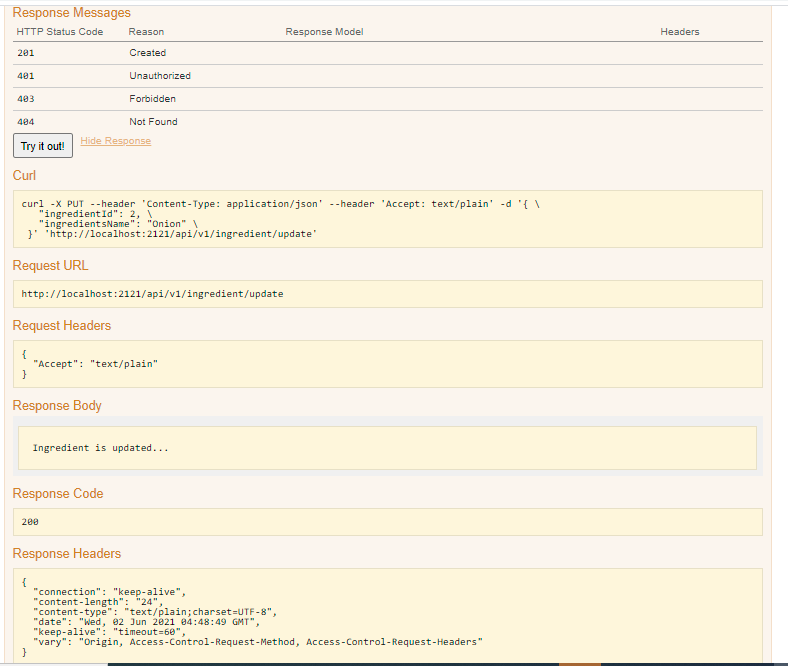 Response Messages
HTTP Status Code Reason Response Model Headers
201 Created
401 Unauthorized
403 Forbidden
404 Not Found
Try it out! Hide Response
Curl
curl -X PUT --header 'Content-Type: application/json' --header 'Accept: text/plain' -d '{ \
"ingredientId": 2, \
"ingredientsName": "Onion" \
}' 'http://localhost:2121/api/v1/ingredient/update'
Request URL
http://localhost:2121/api/v1/ingredient/update
Request Headers
{
"Accept": "text/plain"
}
Response Body
Ingredient is updated...
Response Code
200
Response Headers
{
"connection": "keep-alive",
"content-length": "24",
"content-type": "text/plain;charset=UTF-8",
"date": "Wed, 02 Jun 2021 04:48:49 GMT",
"keep-alive": "timeout=60",
"vary": "Origin, Access-Control-Request-Method, Access-Control-Request-Headers"
}